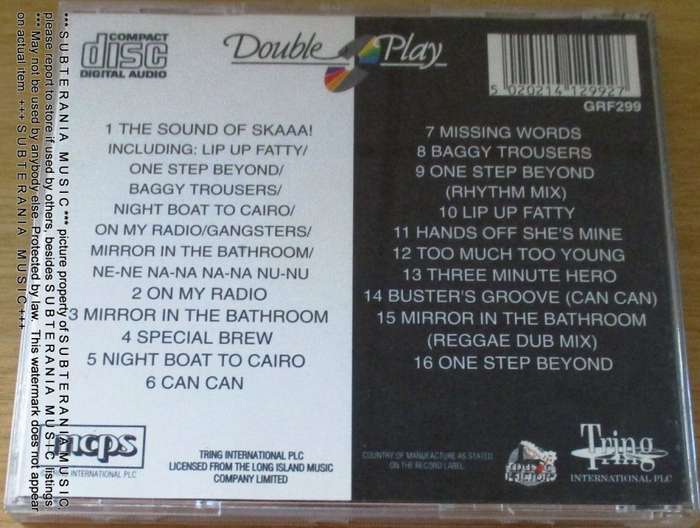 COMPACT
disc
DIGITAL AUDIO
Double Play
5 020214 129927
GRF299
1 THE SOUND OF SKAAA!
INCLUDING: LIP UP FATTY/
ONE STEP BEYOND/
BAGGY TROUSERS/
NIGHT BOAT TO CAIRO/
ON MY RADIO/GANGSTERS/
MIRROR IN THE BATHROOM/
NE-NE NA-NA NA-NA NU-NU
2 ON MY RADIO
3 MIRROR IN THE BATHROOM
4 SPECIAL BREW
5 NIGHT BOAT TO CAIRO
6 CAN CAN
7 MISSING WORDS
8 BAGGY TROUSERS
9 ONE STEP BEYOND
(RHYTHM MIX)
10 LIP UP FATTY
11 HANDS OFF SHE'S MINE
12 TOO MUCH TOO YOUNG
13 THREE MINUTE HERO
14 BUSTER'S GROOVE (CAN CAN)
15 MIRROR IN THE BATHROOM
(REGGAE DUB MIX)
16 ONE STEP BEYOND
mcps
INTERNATIONAL PLC
TRING INTERNATIONAL PLC
LICENSED FROM THE LONG ISLAND MUSIC
COMPANY LIMITED
COUNTRY OF MANUFACTURE AS STATED
ON THE RECORD LABEL
Tring
INTERNATIONAL PLC
*** SUBTERANIA MUSIC *** picture property of SUBTERANIA MUSIC
please report to store if used by others, besides SUBTERANIA MUSIC listings
*** May not be used by anybody else. Protected by law. This watermark does not appear
on actual item +++ SUBTERANIA MUSIC +++